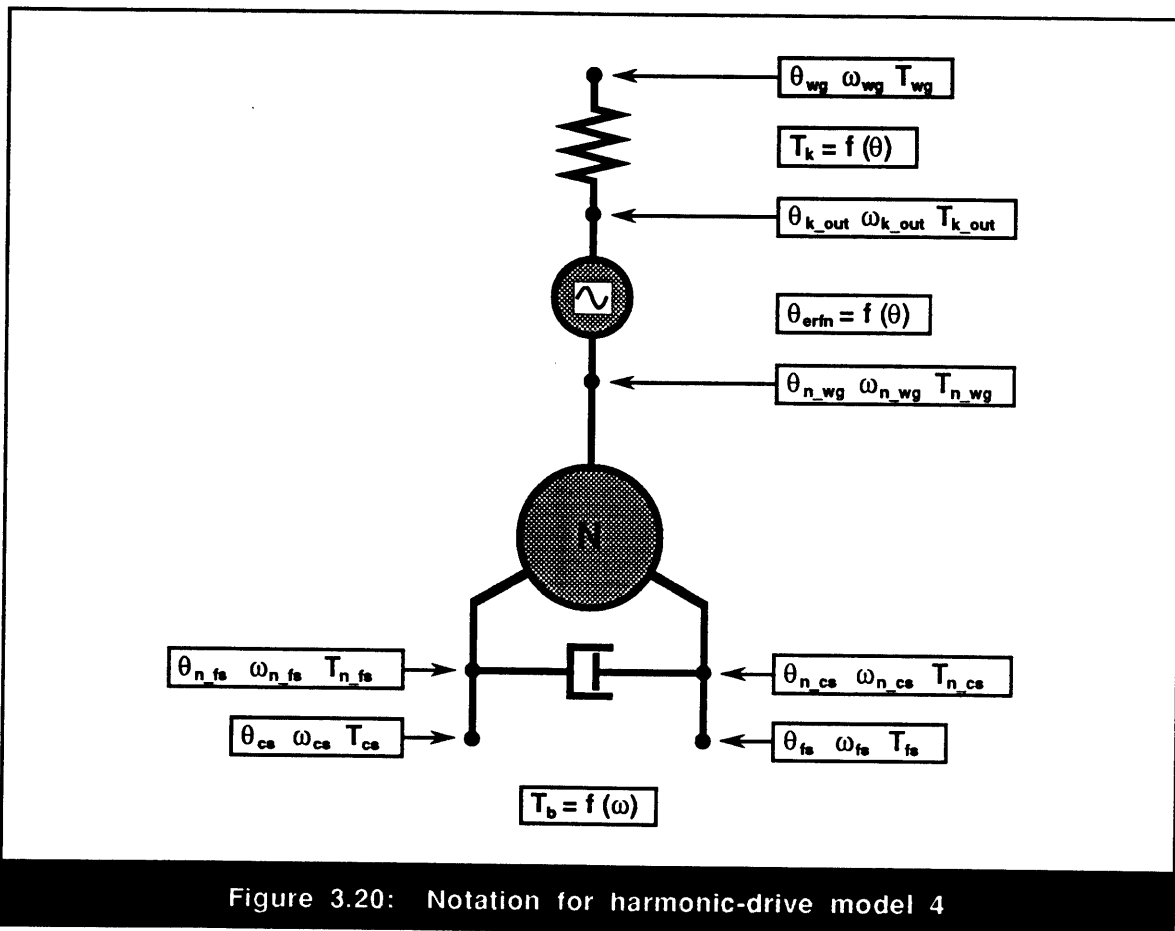 θwg ωwg Twg
Tk = f (θ)
θk_out ωk_out Tk_out
θerfn = f (θ)
θn_wg ωn_wg Tn_wg
N
θn_fs ωn_fs Tn_fs
θn_cs ωn_cs Tn_cs
θcs ωcs Tcs
θfs ωfs Tfs
Tb = f (ω)
Figure 3.20: Notation for harmonic-drive model 4